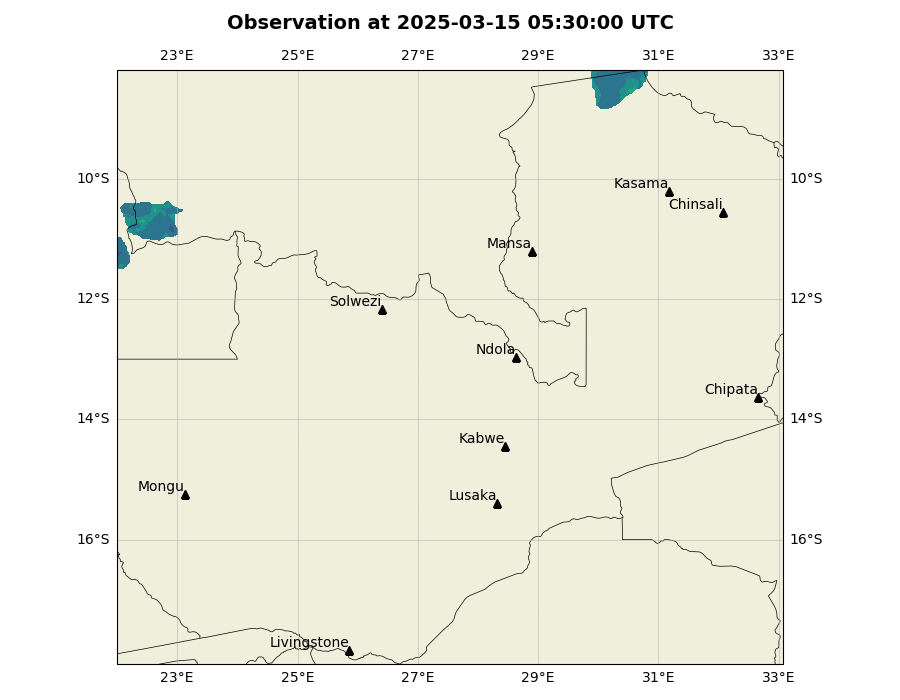 Observation at 2025-03-15 05:30:00 UTC
23°E 25°E 27°E 29°E 31°E 33°E
10°S 10°S
Kasama
Chinsali
Mansa
12°S 12°S
Solwezi
Ndola
Chipata
14°S 14°S
Kabwe
Mongu
Lusaka
16°S 16°S
Livingstone
23°E 25°E 27°E 29°E 31°E 33°E